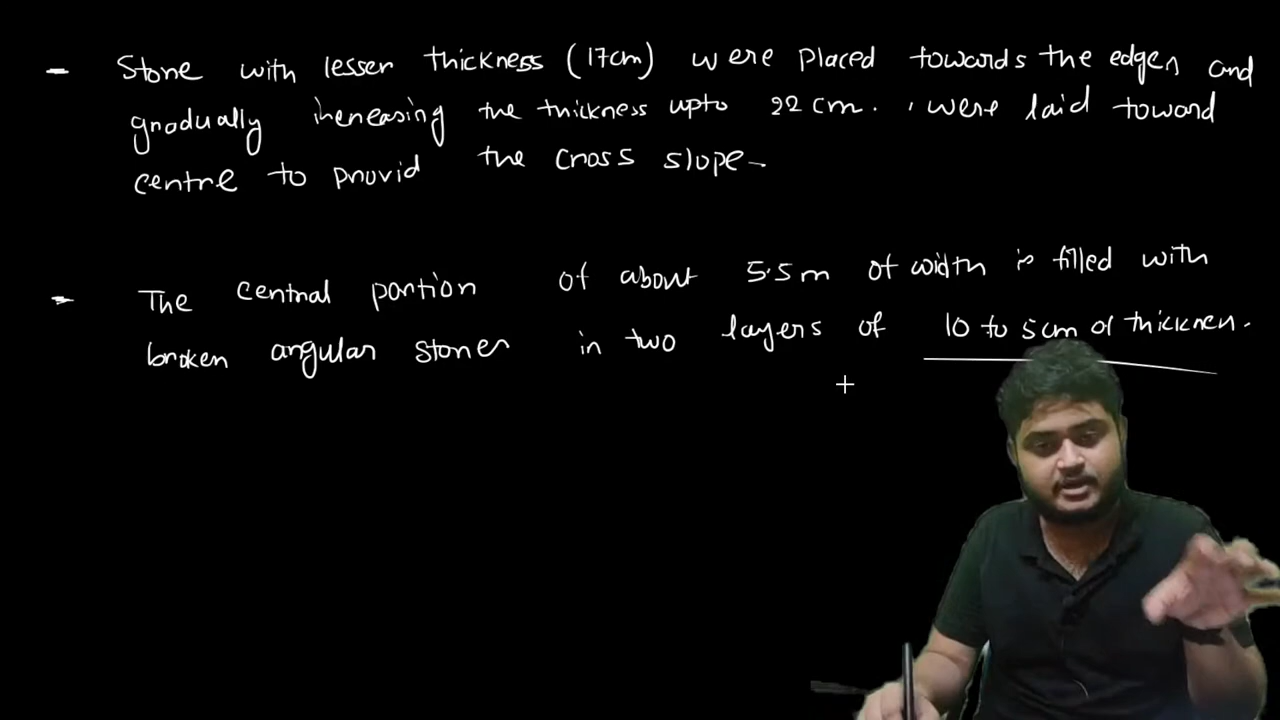 - Stone with lesser thickness (17cm) were placed towards the edges and
gradually increasing the thickness upto 22 cm. were laid toward
centre to provid the cross slope-
- The central portion of about 5.5m of width is filled with
broken angular stones in two layers of 10 to 5cm of thicknes.